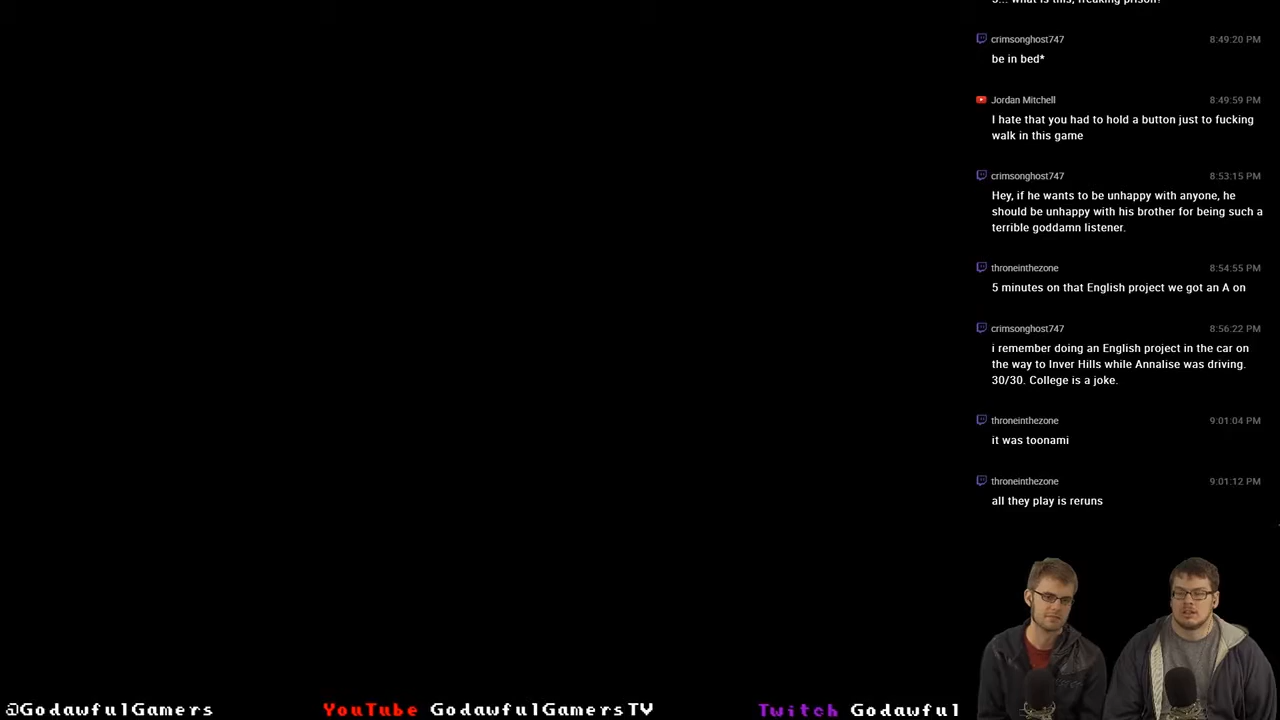 crimsonghost747 8:49:20 PM
be in bed*
Jordan Mitchell 8:49:59 PM
I hate that you had to hold a button just to fucking
walk in this game
crimsonghost747 8:53:15 PM
Hey, if he wants to be unhappy with anyone, he
should be unhappy with his brother for being such a
terrible goddamn listener.
throneinthezone 8:54:55 PM
5 minutes on that English project we got an A on
crimsonghost747 8:56:22 PM
i remember doing an English project in the car on
the way to Inver Hills while Annalise was driving.
30/30. College is a joke.
throneinthezone 9:01:04 PM
it was toonami
throneinthezone 9:01:12 PM
all they play is reruns
@GodawfulGamers YouTube GodawfulGamersTV Twitch Godawful